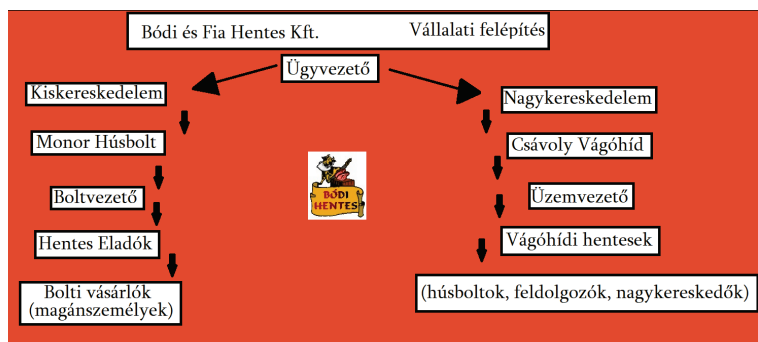 Bódi és Fia Hentes Kft. Vállalati felépítés
Ügyvezető
Kiskereskedelem
Monor Húsbolt
Boltvezető
Hentes Eladók
Bolti vásárlók
(magánszemélyek)
BÓDI
HENTES
Nagykereskedelem
Csávoly Vágóhíd
Üzemvezető
Vágóhídi hentesek
(húsboltok, feldolgozók, nagykereskedők)